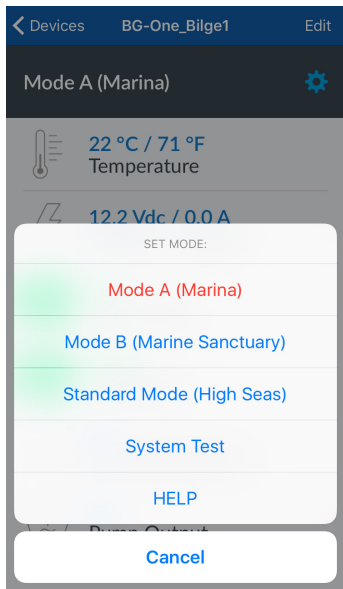 Devices BG-One_Bilge1 Edit
Mode A (Marina)
22 °C / 71 °F
Temperature
12.2 Vdc / 0.0 A
SET MODE:
Mode A (Marina)
Mode B (Marine Sanctuary)
Standard Mode (High Seas)
System Test
HELP
Pump Output
Cancel